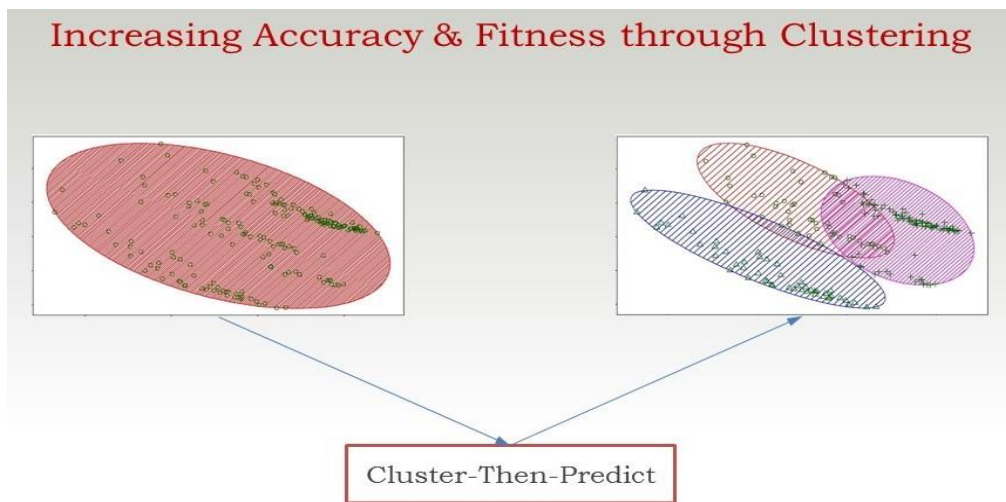 Increasing Accuracy & Fitness through Clustering
Cluster-Then-Predict